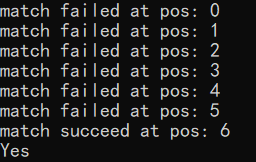 match failed at pos: 0
match failed at pos: 1
match failed at pos: 2
match failed at pos: 3
match failed at pos: 4
match failed at pos: 5
match succeed at pos: 6
Yes